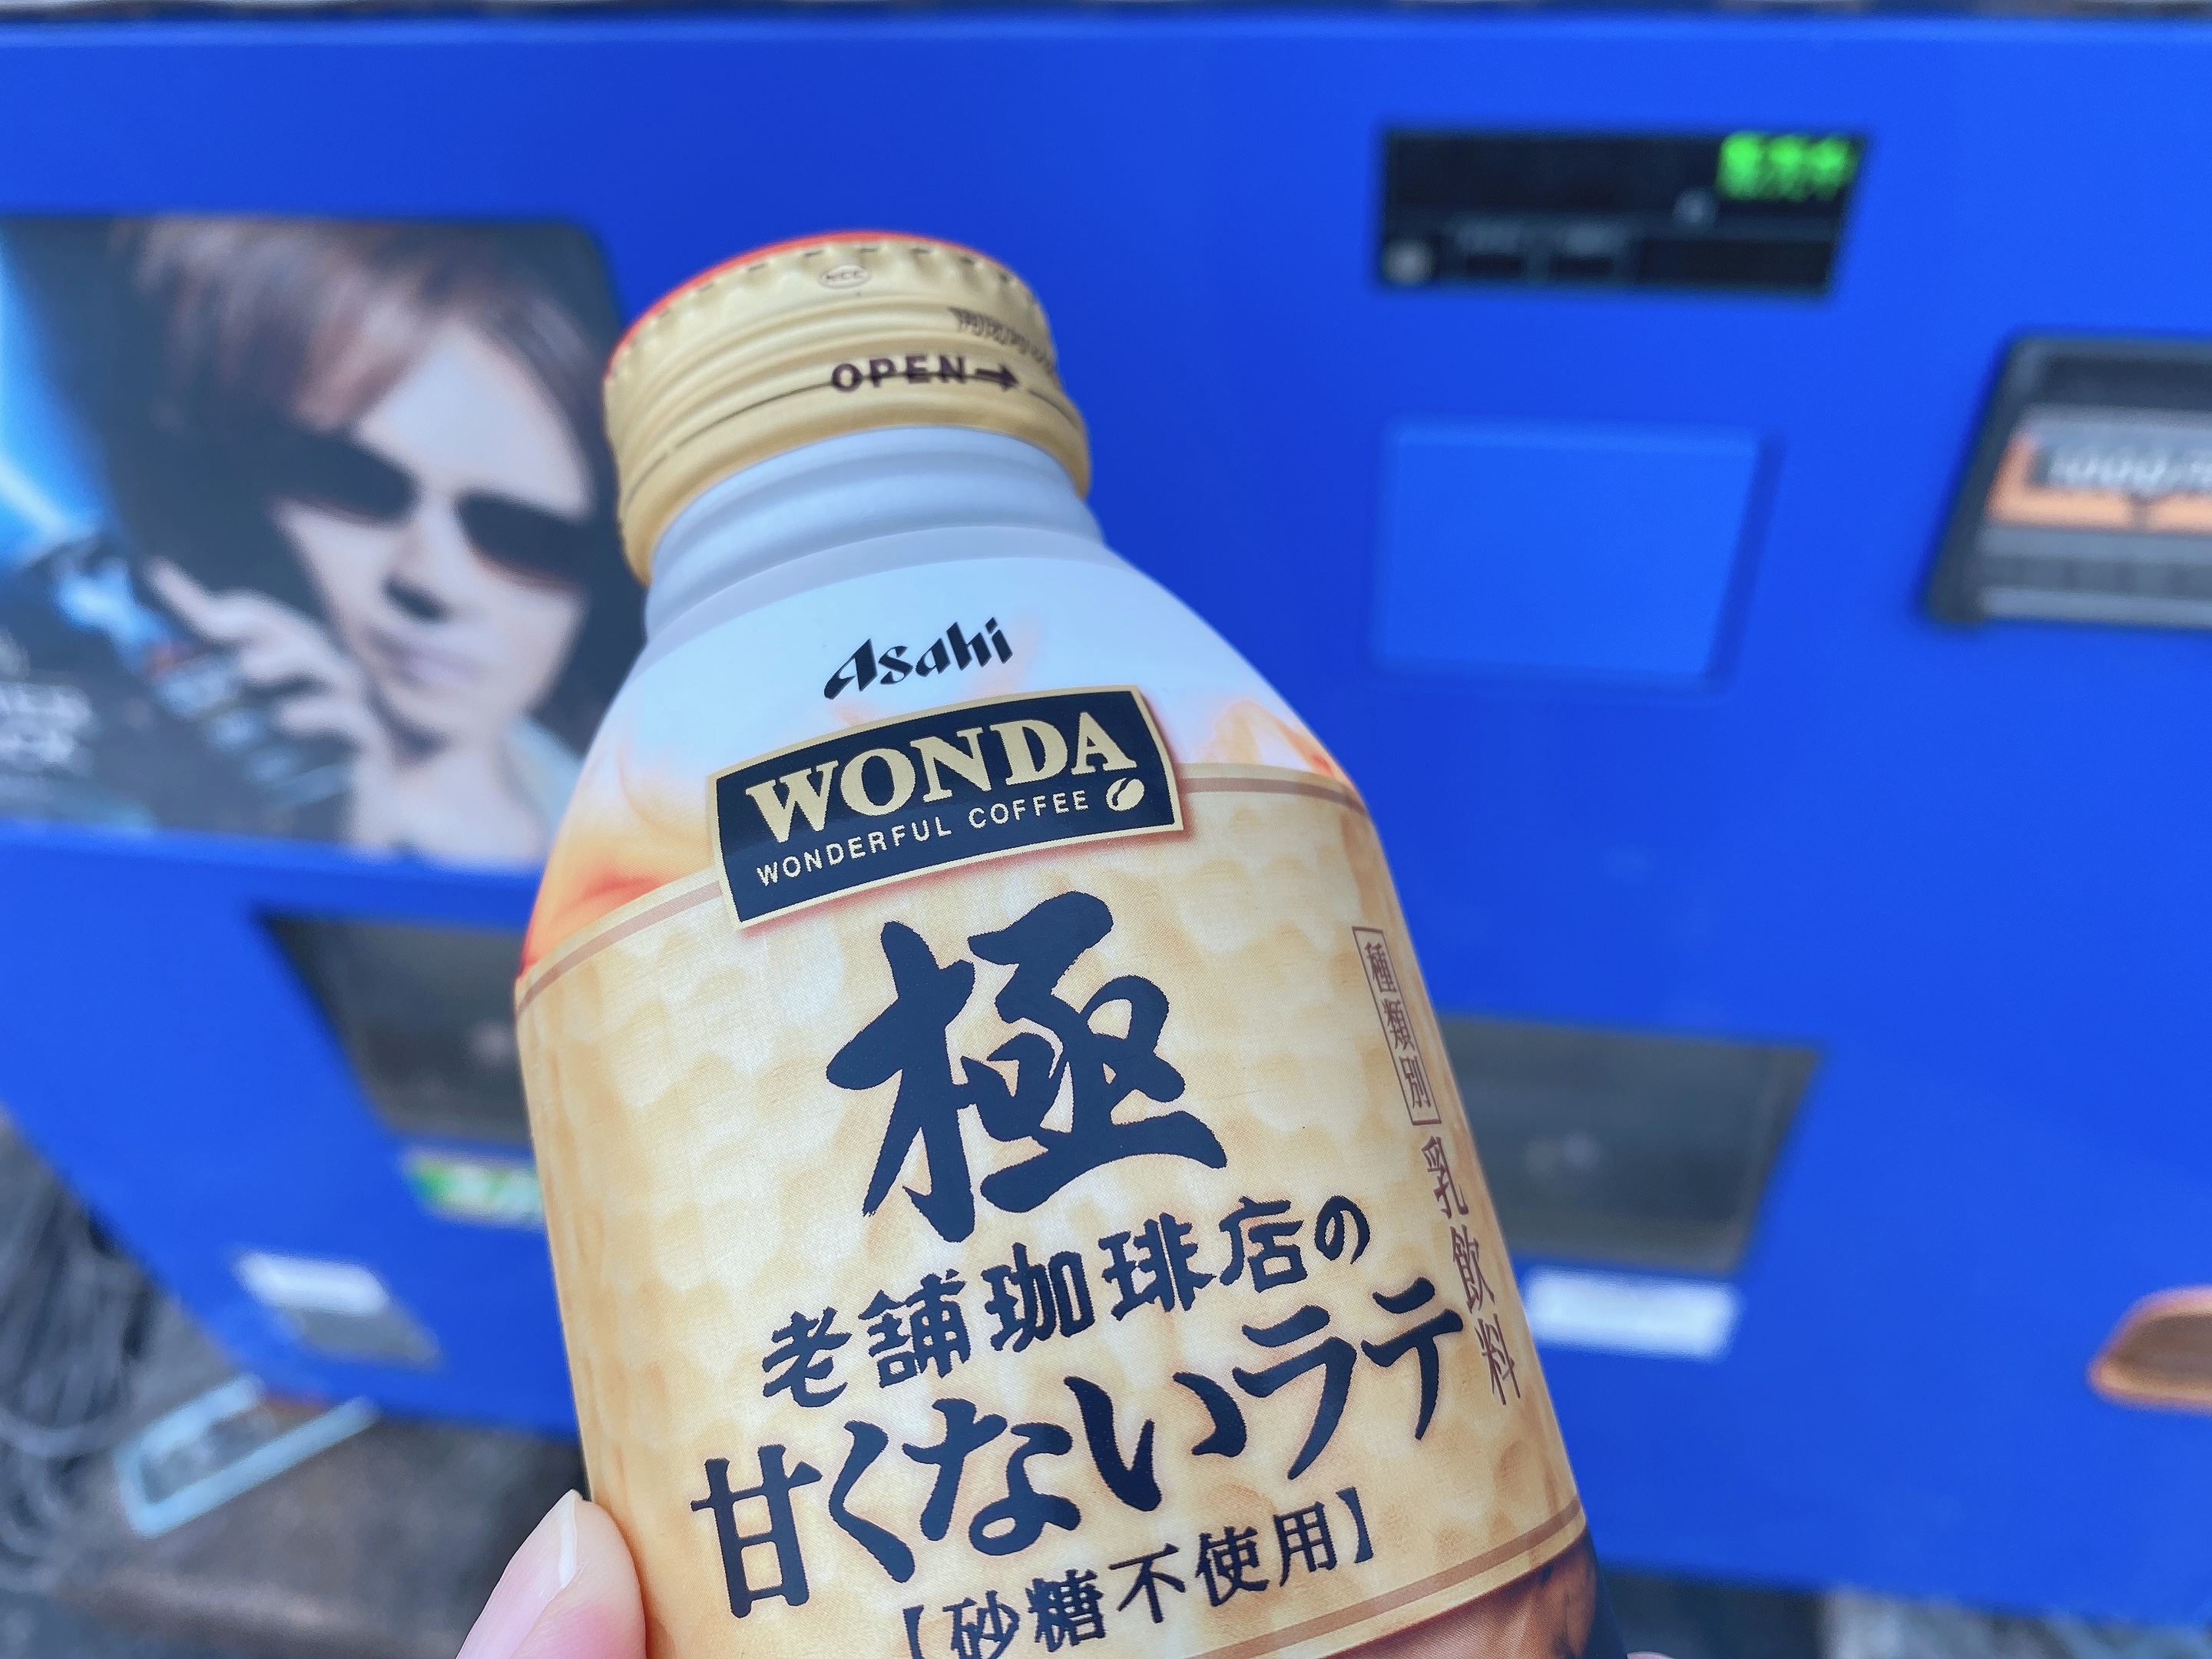 OPEN→
Asahi
WONDA
WONDERFUL COFFEE
極
老舗珈琲店の
甘くないラテ
【砂糖不使用】
種類別 乳飲料